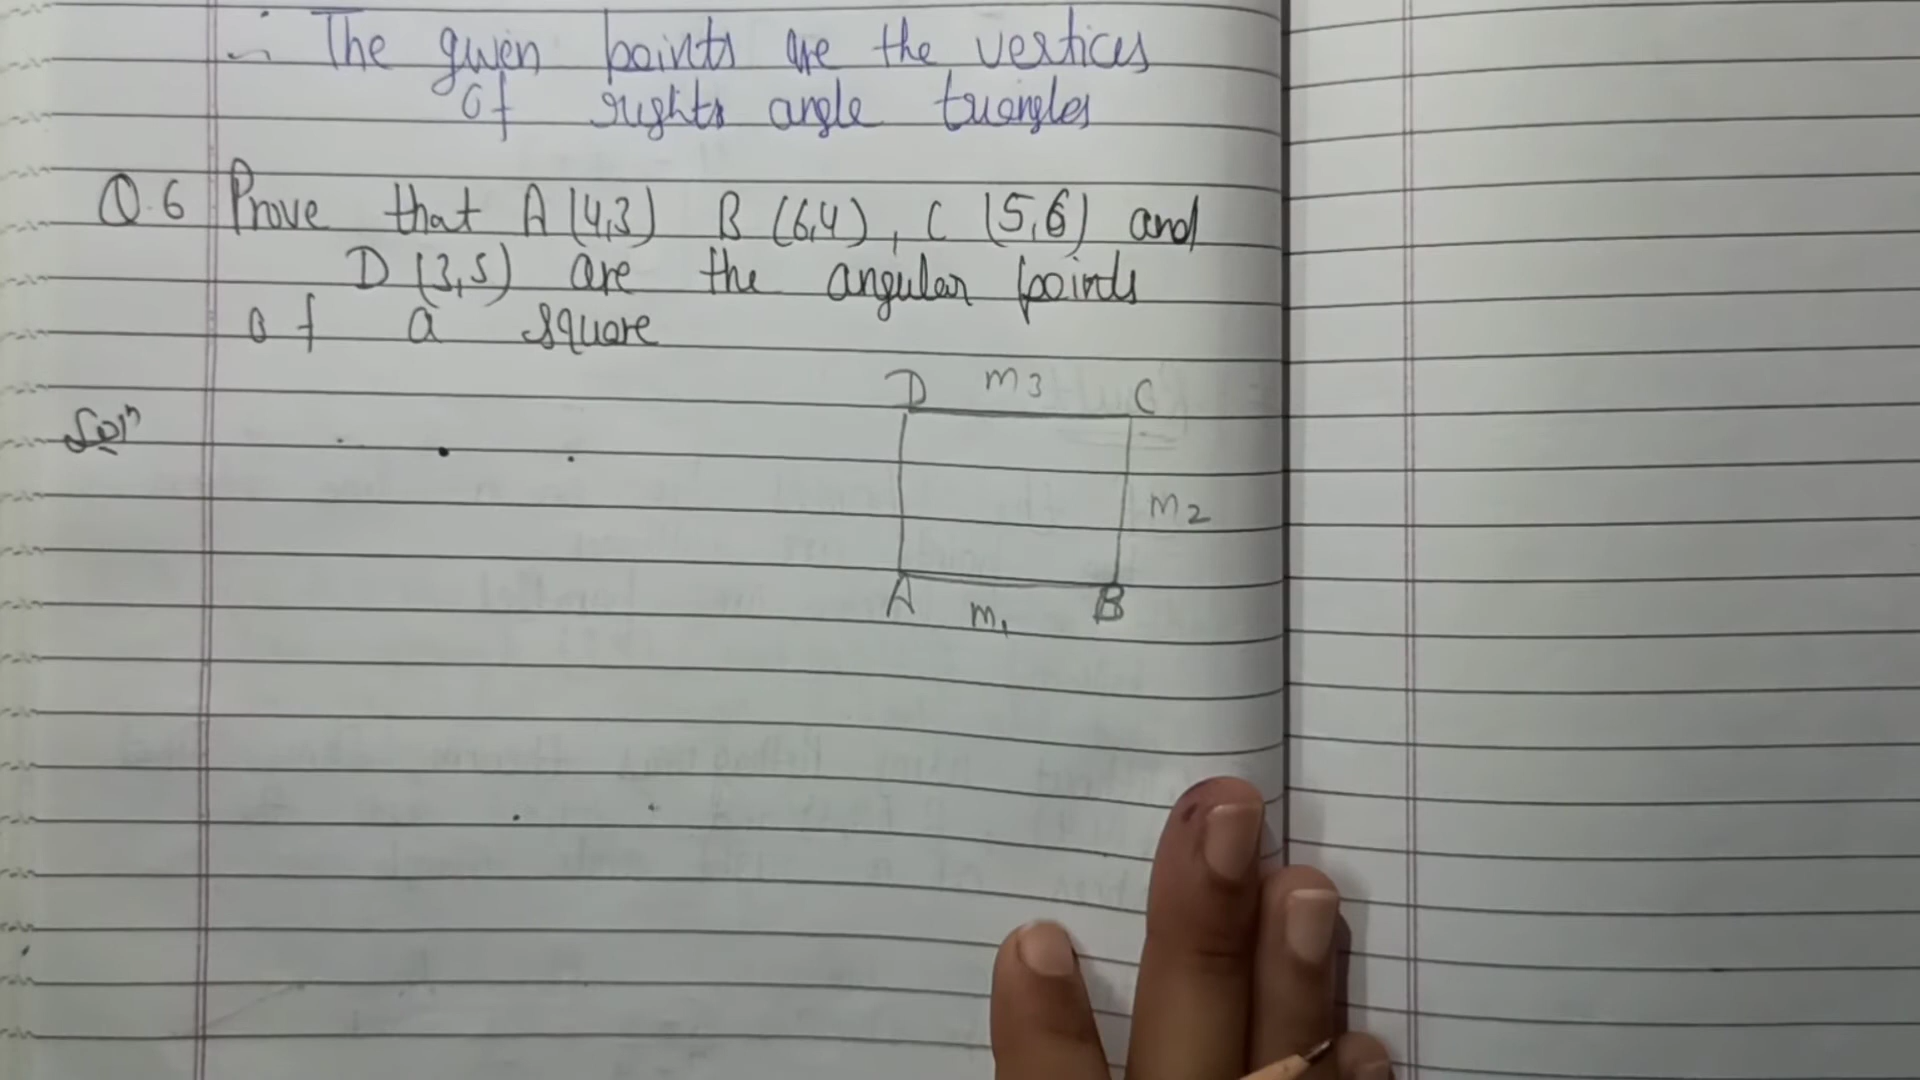 ∴ The given points are the vertices
of rights angle triangles
Q.6 Prove that A (4,3) B (6,4), C (5,6) and
D (3,5) are the angular points
of a square
D m3 C
Solⁿ
m2
A m1 B